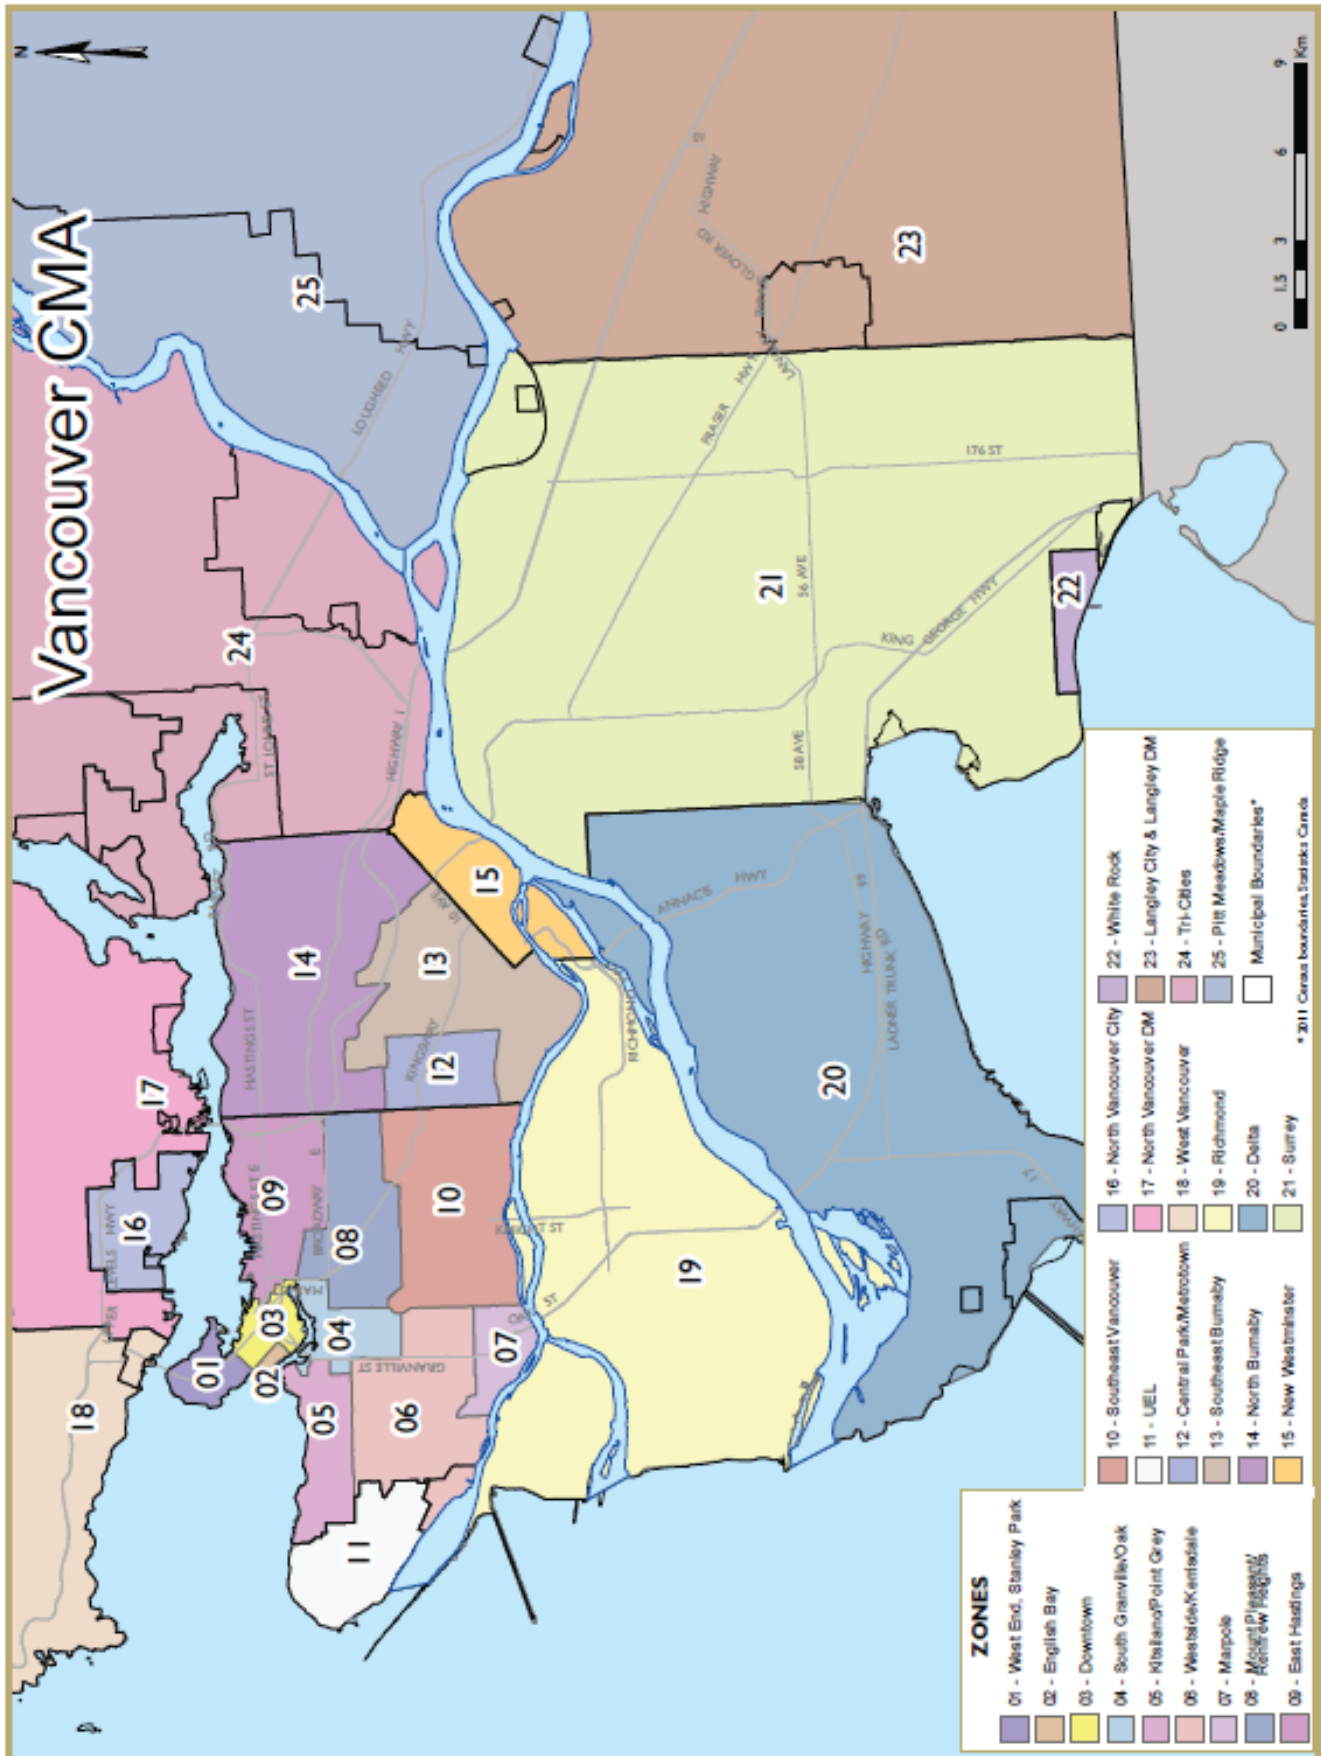 Vancouver CMA
N
18
16
17
01
02
03
09
14
24
25
05
04
08
06
07
10
12
13
15
11
19
20
21
22
23
LEVELS HWY
HASTINGS ST
BROADWAY E
GRANVILLE ST
KINGSWAY
10 AVE
ST JOHNS ST
HIGHWAY 1
LOUGHEED HWY
ANNACIS HWY
HIGHWAY 99
LADNER TRUNK RD
58 AVE
56 AVE
KING GEORGE HWY
176 ST
FRASER HWY
GLOVER RD
HIGHWAY
17
0 1.5 3 6 9
Km
ZONES
01 - West End, Stanley Park
02 - English Bay
03 - Downtown
04 - South Granville/Oak
05 - Kitsilano/Point Grey
06 - Westside/Kerrisdale
07 - Marpole
08 - Mount Pleasant/
Renfrew Heights
09 - East Hastings
10 - Southeast Vancouver
11 - UEL
12 - Central Park/Metrotown
13 - Southeast Burnaby
14 - North Burnaby
15 - New Westminster
16 - North Vancouver City
17 - North Vancouver DM
18 - West Vancouver
19 - Richmond
20 - Delta
21 - Surrey
22 - White Rock
23 - Langley City & Langley DM
24 - Tri-Cities
25 - Pitt Meadows/Maple Ridge
Municipal Boundaries*
* 2011 Census boundaries, Statistics Canada